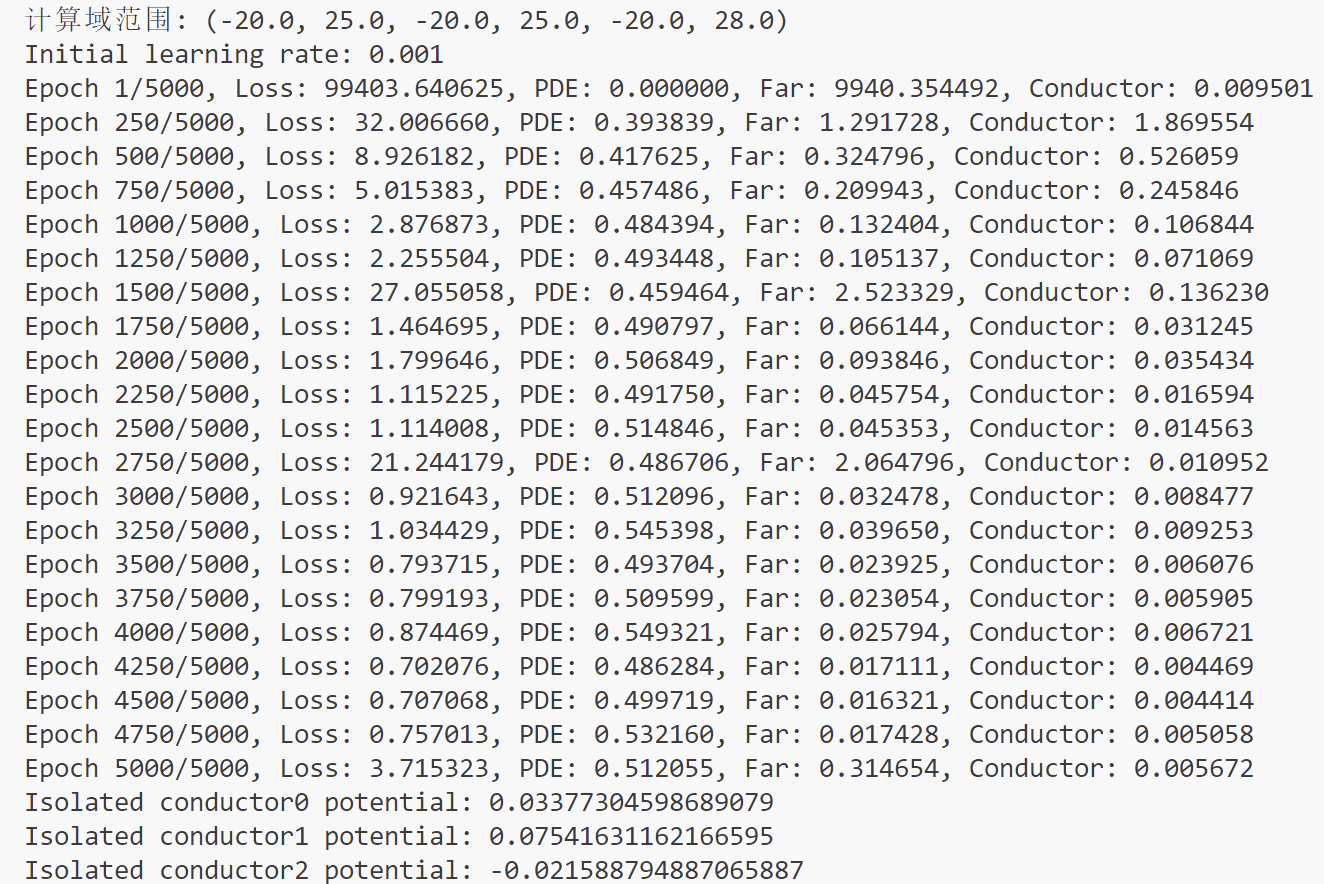 计算域范围: (-20.0, 25.0, -20.0, 25.0, -20.0, 28.0)
Initial learning rate: 0.001
Epoch 1/5000, Loss: 99403.640625, PDE: 0.000000, Far: 9940.354492, Conductor: 0.009501
Epoch 250/5000, Loss: 32.006660, PDE: 0.393839, Far: 1.291728, Conductor: 1.869554
Epoch 500/5000, Loss: 8.926182, PDE: 0.417625, Far: 0.324796, Conductor: 0.526059
Epoch 750/5000, Loss: 5.015383, PDE: 0.457486, Far: 0.209943, Conductor: 0.245846
Epoch 1000/5000, Loss: 2.876873, PDE: 0.484394, Far: 0.132404, Conductor: 0.106844
Epoch 1250/5000, Loss: 2.255504, PDE: 0.493448, Far: 0.105137, Conductor: 0.071069
Epoch 1500/5000, Loss: 27.055058, PDE: 0.459464, Far: 2.523329, Conductor: 0.136230
Epoch 1750/5000, Loss: 1.464695, PDE: 0.490797, Far: 0.066144, Conductor: 0.031245
Epoch 2000/5000, Loss: 1.799646, PDE: 0.506849, Far: 0.093846, Conductor: 0.035434
Epoch 2250/5000, Loss: 1.115225, PDE: 0.491750, Far: 0.045754, Conductor: 0.016594
Epoch 2500/5000, Loss: 1.114008, PDE: 0.514846, Far: 0.045353, Conductor: 0.014563
Epoch 2750/5000, Loss: 21.244179, PDE: 0.486706, Far: 2.064796, Conductor: 0.010952
Epoch 3000/5000, Loss: 0.921643, PDE: 0.512096, Far: 0.032478, Conductor: 0.008477
Epoch 3250/5000, Loss: 1.034429, PDE: 0.545398, Far: 0.039650, Conductor: 0.009253
Epoch 3500/5000, Loss: 0.793715, PDE: 0.493704, Far: 0.023925, Conductor: 0.006076
Epoch 3750/5000, Loss: 0.799193, PDE: 0.509599, Far: 0.023054, Conductor: 0.005905
Epoch 4000/5000, Loss: 0.874469, PDE: 0.549321, Far: 0.025794, Conductor: 0.006721
Epoch 4250/5000, Loss: 0.702076, PDE: 0.486284, Far: 0.017111, Conductor: 0.004469
Epoch 4500/5000, Loss: 0.707068, PDE: 0.499719, Far: 0.016321, Conductor: 0.004414
Epoch 4750/5000, Loss: 0.757013, PDE: 0.532160, Far: 0.017428, Conductor: 0.005058
Epoch 5000/5000, Loss: 3.715323, PDE: 0.512055, Far: 0.314654, Conductor: 0.005672
Isolated conductor0 potential: 0.03377304598689079
Isolated conductor1 potential: 0.07541631162166595
Isolated conductor2 potential: -0.021588794887065887